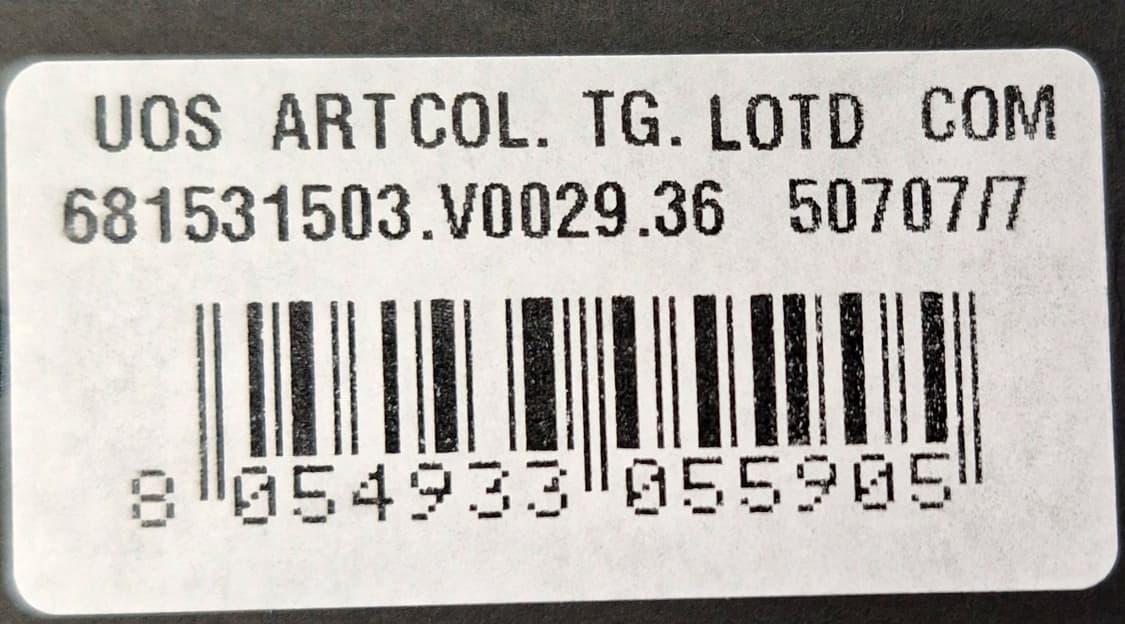 UOS ARTCOL. TG. LOTD COM
681531503.V0029.36 50707/7
8 054933 055905